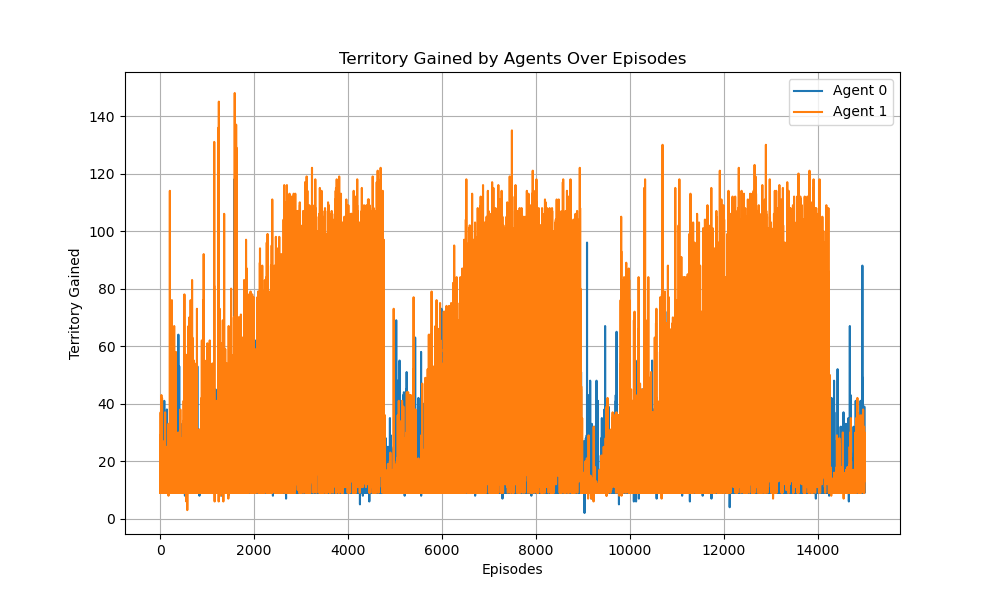 Territory Gained by Agents Over Episodes
Agent 0
Agent 1
Territory Gained
140
120
100
80
60
40
20
0
0 2000 4000 6000 8000 10000 12000 14000
Episodes